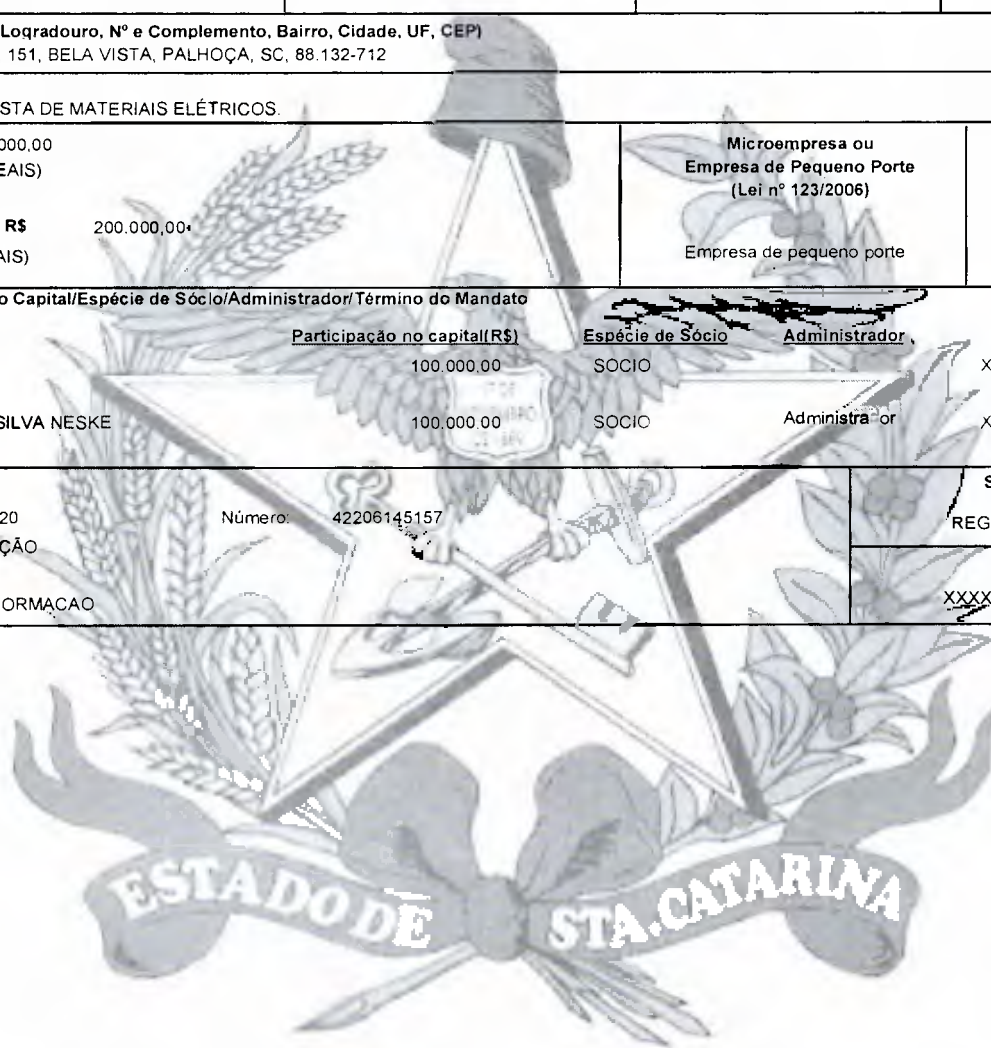 Logradouro, Nº e Complemento, Bairro, Cidade, UF, CEP)
151, BELA VISTA, PALHOÇA, SC, 88.132-712
STA DE MATERIAIS ELÉTRICOS.
000,00
EAIS)
Microempresa ou
Empresa de Pequeno Porte
(Lei nº 123/2006)
R$ 200.000,00
AIS)
Empresa de pequeno porte
o Capital/Espécie de Sócio/Administrador/Término do Mandato
Participação no capital(R$) Espécie de Sócio Administrador
100.000,00 SOCIO X
SILVA NESKE 100.000,00 SOCIO Administra or X
S
20 Número: 42206145157
REG
ÇÃO
ORMACAO
XXXX
ESTADO DE STA.CATARINA